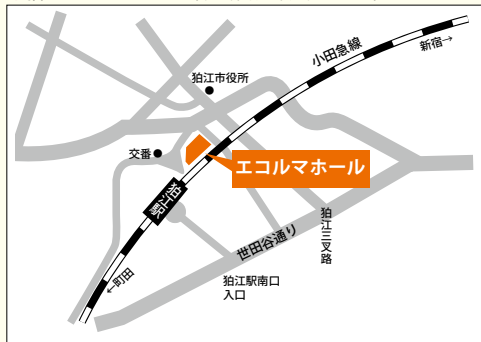 小田急線
新宿→
狛江市役所
交番
エコルマホール
狛江駅
狛江三叉路
世田谷通り
←町田
狛江駅南口
入口